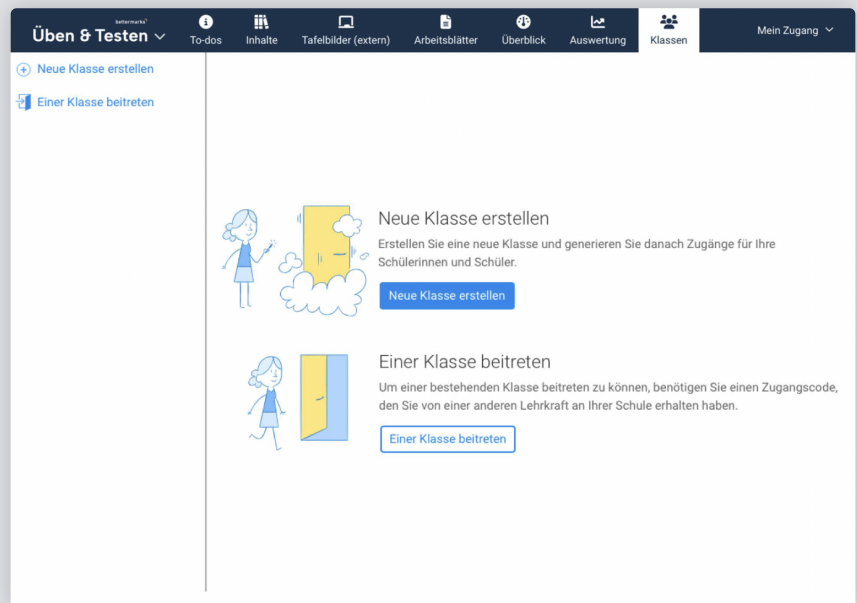 bettermarks
Üben & Testen
To-dos
Inhalte
Tafelbilder (extern)
Arbeitsblätter
Überblick
Auswertung
Klassen
Mein Zugang
Neue Klasse erstellen
Einer Klasse beitreten
Neue Klasse erstellen
Erstellen Sie eine neue Klasse und generieren Sie danach Zugänge für Ihre
Schülerinnen und Schüler.
Neue Klasse erstellen
Einer Klasse beitreten
Um einer bestehenden Klasse beitreten zu können, benötigen Sie einen Zugangscode,
den Sie von einer anderen Lehrkraft an Ihrer Schule erhalten haben.
Einer Klasse beitreten